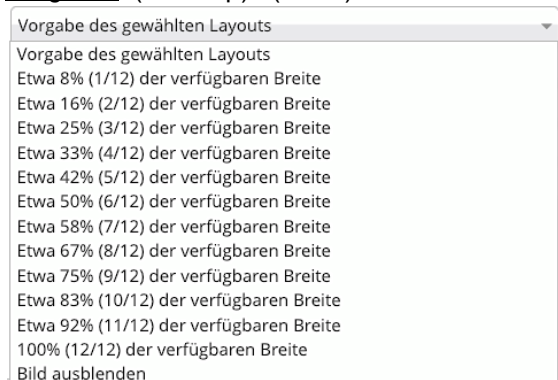 Vorgabe des gewählten Layouts
Vorgabe des gewählten Layouts
Etwa 8% (1/12) der verfügbaren Breite
Etwa 16% (2/12) der verfügbaren Breite
Etwa 25% (3/12) der verfügbaren Breite
Etwa 33% (4/12) der verfügbaren Breite
Etwa 42% (5/12) der verfügbaren Breite
Etwa 50% (6/12) der verfügbaren Breite
Etwa 58% (7/12) der verfügbaren Breite
Etwa 67% (8/12) der verfügbaren Breite
Etwa 75% (9/12) der verfügbaren Breite
Etwa 83% (10/12) der verfügbaren Breite
Etwa 92% (11/12) der verfügbaren Breite
100% (12/12) der verfügbaren Breite
Bild ausblenden